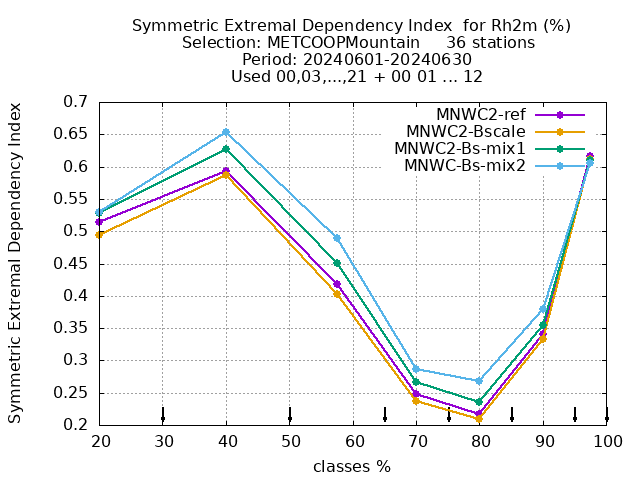 Symmetric Extremal Dependency Index  for Rh2m (%)
Selection: METCOOPMountain     36 stations
Period: 20240601-20240630
Used 00,03,...,21 + 00 01 ... 12
Symmetric Extremal Dependency Index
0.7
0.65
0.6
0.55
0.5
0.45
0.4
0.35
0.3
0.25
0.2
MNWC2-ref
MNWC2-Bscale
MNWC2-Bs-mix1
MNWC-Bs-mix2
20 30 40 50 60 70 80 90 100
classes %